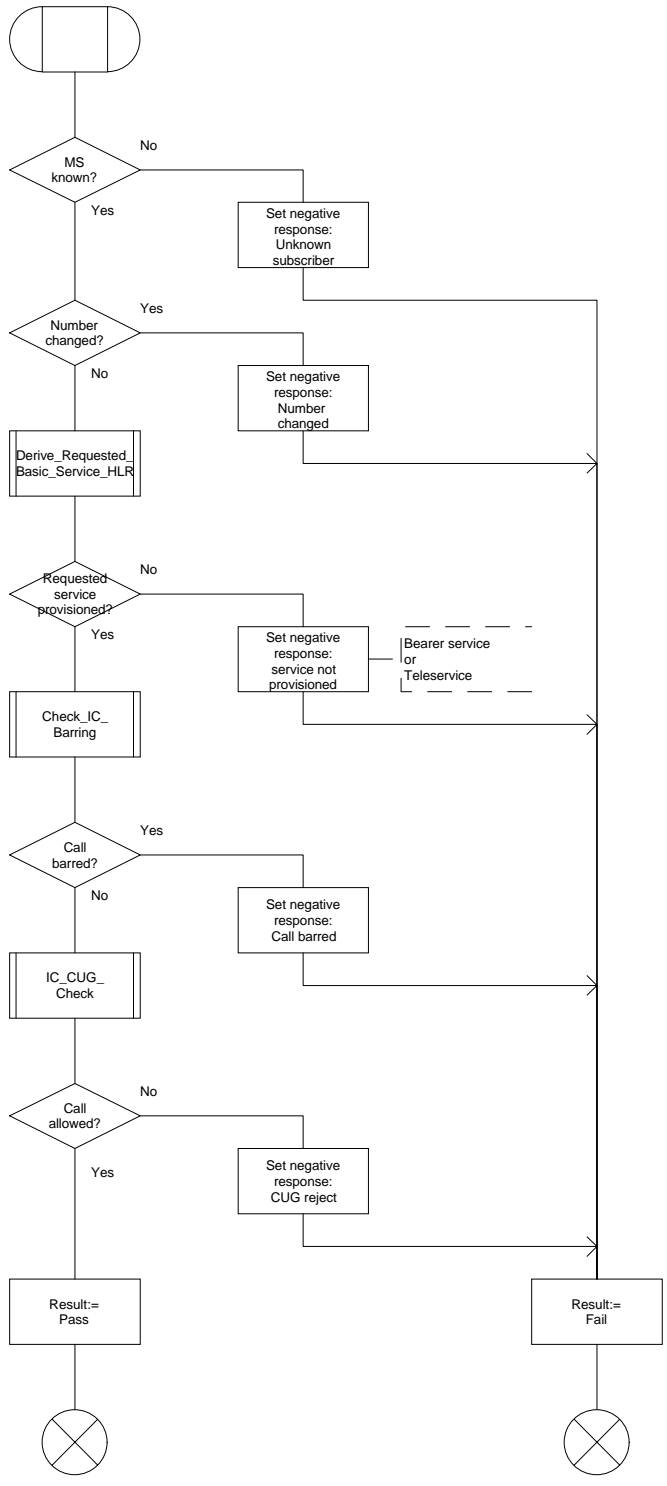 No
MS
known?
Yes
Set negative
response:
Unknown
subscriber
Yes
Number
changed?
No
Set negative
response:
Number
changed
Derive_Requested_
Basic_Service_HLR
No
Requested
service
provisioned?
Yes
Set negative
response:
service not
provisioned
Bearer service
or
Teleservice
Check_IC_
Barring
Yes
Call
barred?
No
Set negative
response:
Call barred
IC_CUG_
Check
No
Call
allowed?
Yes
Set negative
response:
CUG reject
Result:=
Pass
Result:=
Fail